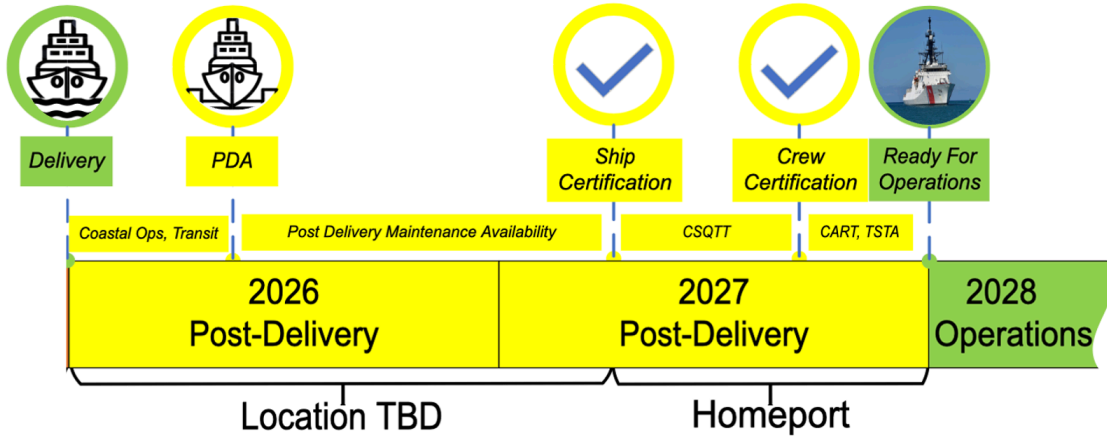 Delivery
PDA
Ship
Certification
Crew
Certification
Ready For
Operations
Coastal Ops, Transit
Post Delivery Maintenance Availability
CSQTT
CART, TSTA
2026
Post-Delivery
2027
Post-Delivery
2028
Operations
Location TBD
Homeport